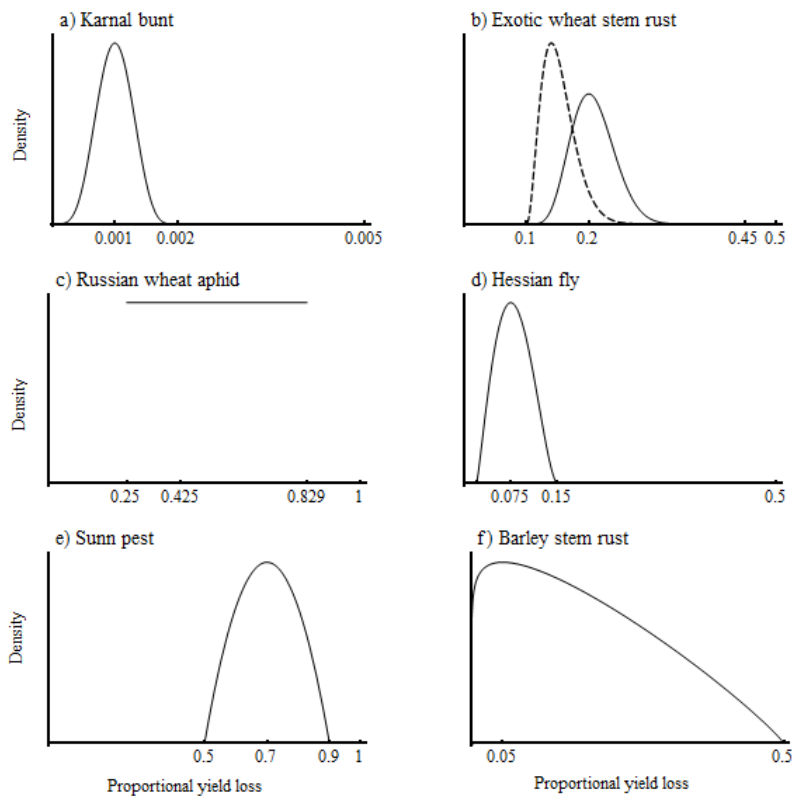 a) Karnal bunt
Density
0.001 0.002 0.005
b) Exotic wheat stem rust
0.1 0.2 0.45 0.5
c) Russian wheat aphid
Density
0.25 0.425 0.829 1
d) Hessian fly
0.075 0.15 0.5
e) Sunn pest
Density
0.5 0.7 0.9 1
Proportional yield loss
f) Barley stem rust
0.05 0.5
Proportional yield loss